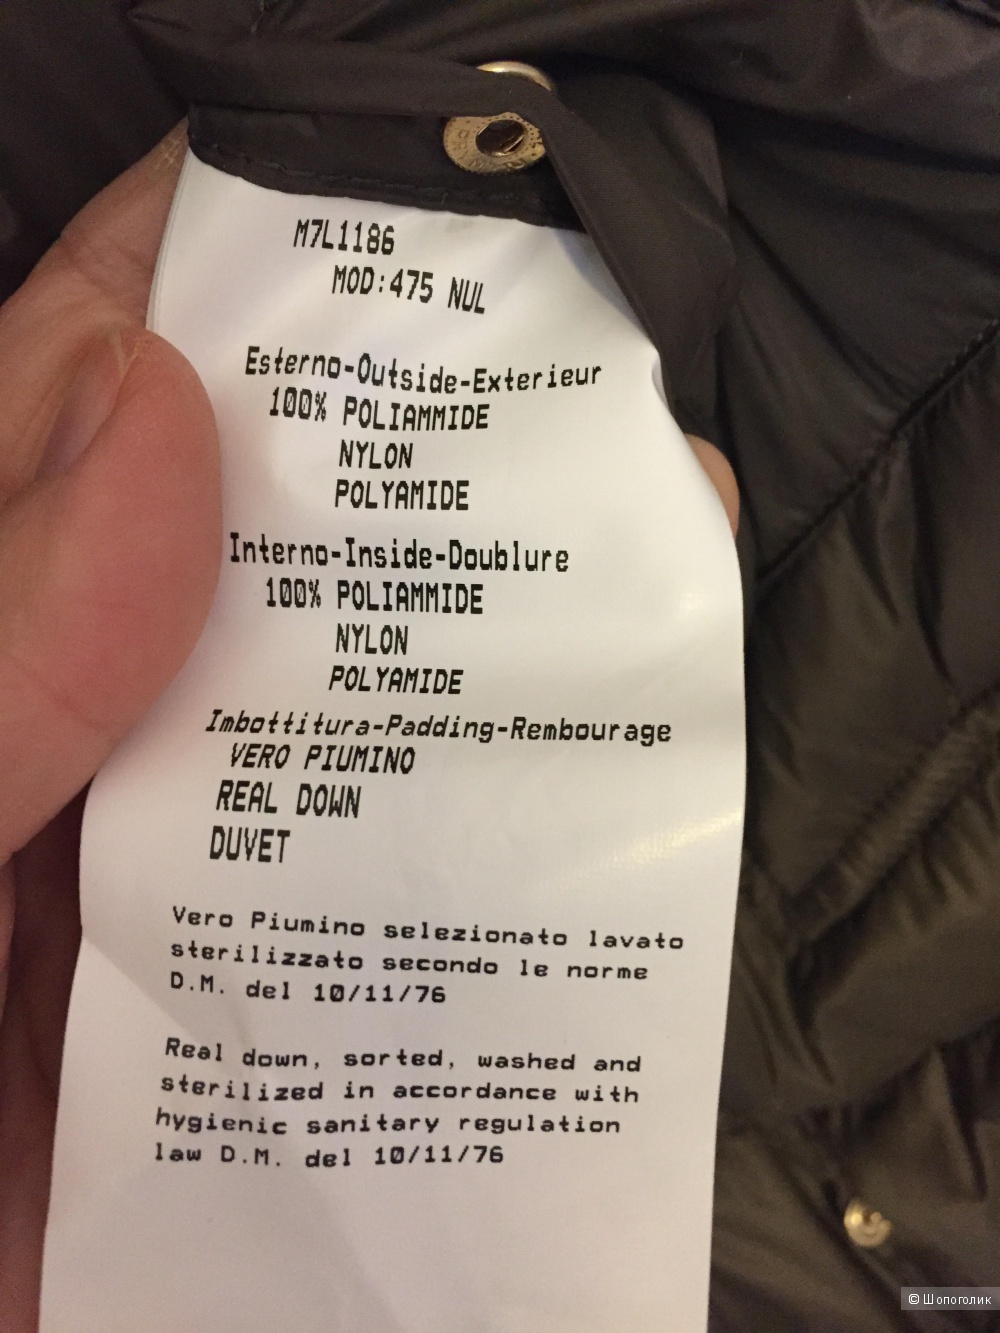 M7L1186
MOD:475 NUL
Esterno-Outside-Exterieur
100% POLIAMMIDE
NYLON
POLYAMIDE
Interno-Inside-Doublure
100% POLIAMMIDE
NYLON
POLYAMIDE
Imbottitura-Padding-Rembourage
VERO PIUMINO
REAL DOWN
DUVET
Vero Piumino selezionato lavato
sterilizzato secondo le norme
D.M. del 10/11/76
Real down, sorted, washed and
sterilized in accordance with
hygienic sanitary regulation
law D.M. del 10/11/76
© Шопоголик